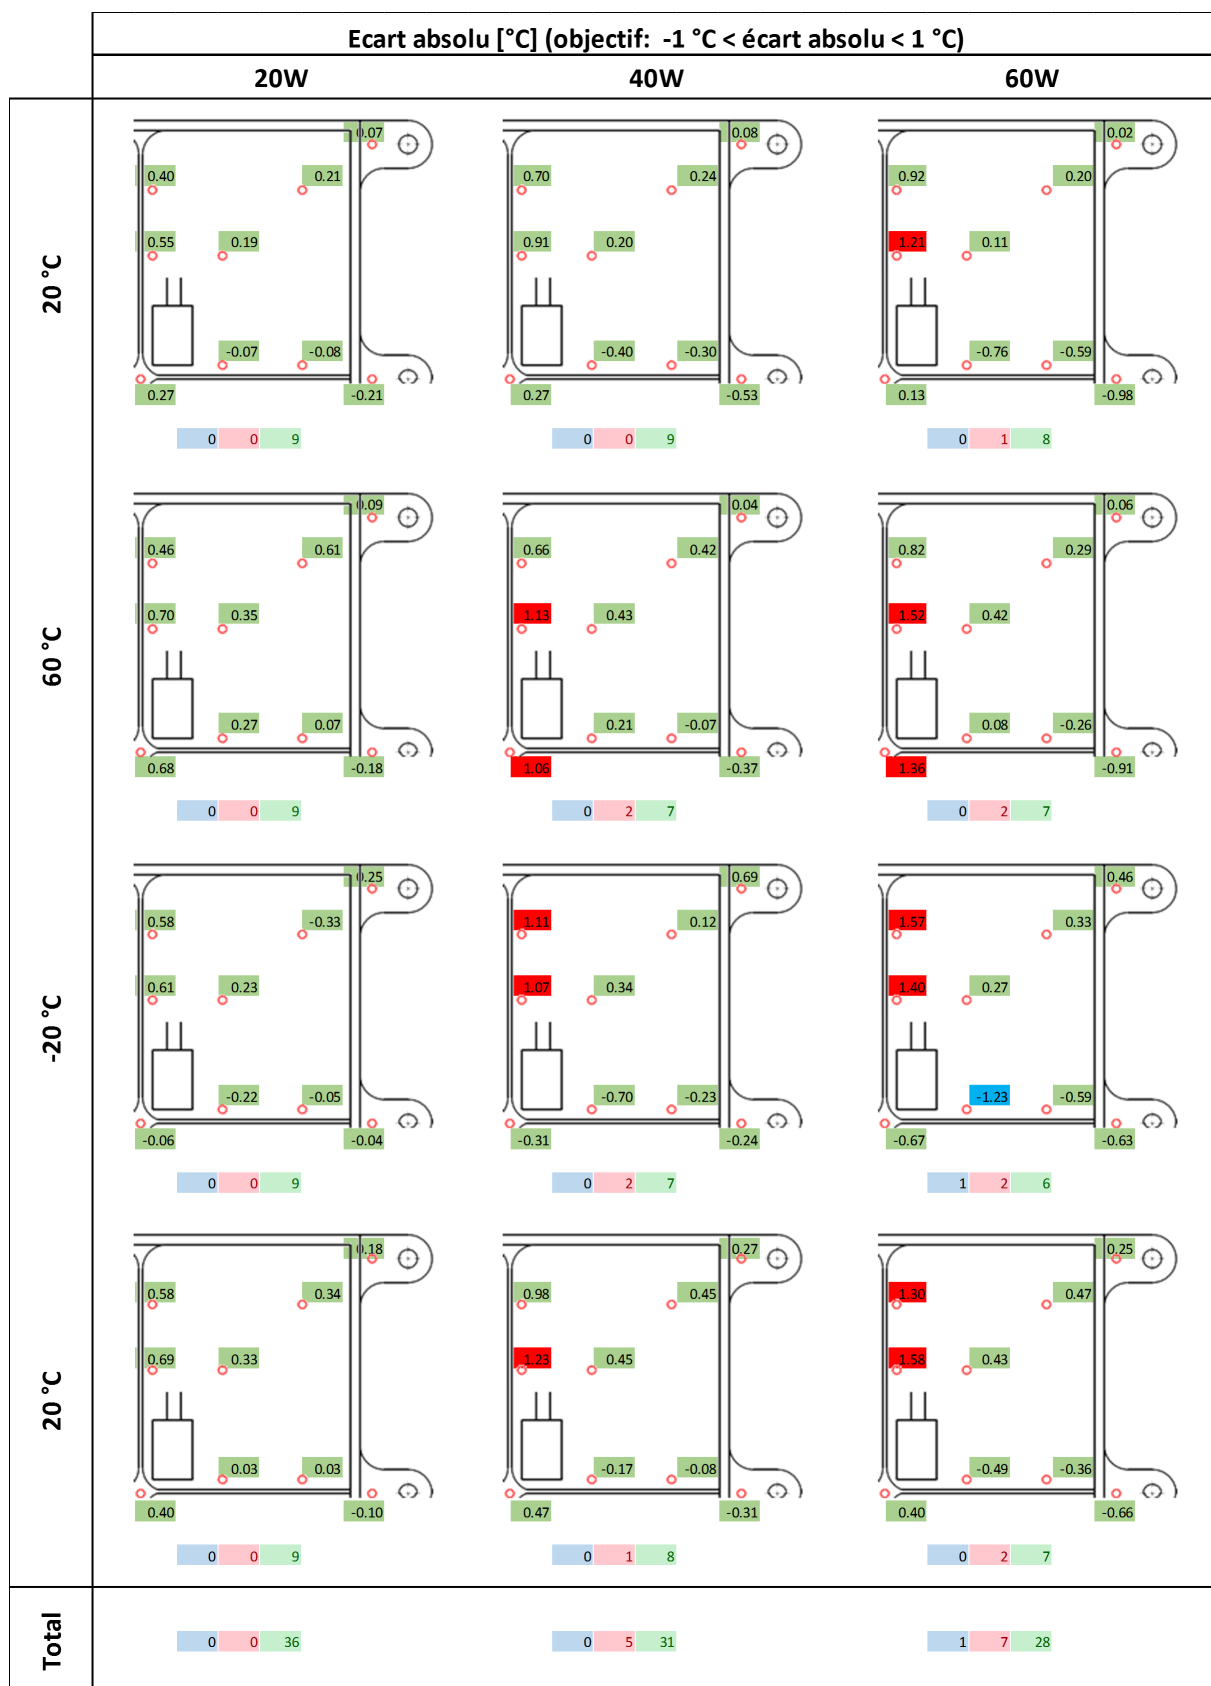 Ecart absolu [°C] (objectif: -1 °C < écart absolu < 1 °C)
20W 40W 60W
20 °C
0.07 0.08 0.02
0.40 0.21 0.70 0.24 0.92 0.20
0.55 0.19 0.91 0.20 1.21 0.11
-0.07 -0.08 -0.40 -0.30 -0.76 -0.59
0.27 -0.21 0.27 -0.53 0.13 -0.98
0 0 9 0 0 9 0 1 8
60 °C
0.09 0.04 0.06
0.46 0.61 0.66 0.42 0.82 0.29
0.70 0.35 1.13 0.43 1.52 0.42
0.27 0.07 0.21 -0.07 0.08 -0.26
0.68 -0.18 1.06 -0.37 1.36 -0.91
0 0 9 0 2 7 0 2 7
-20 °C
0.25 0.69 0.46
0.58 -0.33 1.11 0.12 1.57 0.33
0.61 0.23 1.07 0.34 1.40 0.27
-0.22 -0.05 -0.70 -0.23 -1.23 -0.59
-0.06 -0.04 -0.31 -0.24 -0.67 -0.63
0 0 9 0 2 7 1 2 6
20 °C
0.18 0.27 0.25
0.58 0.34 0.98 0.45 1.30 0.47
0.69 0.33 1.23 0.45 1.58 0.43
0.03 0.03 -0.17 -0.08 -0.49 -0.36
0.40 -0.10 0.47 -0.31 0.40 -0.66
0 0 9 0 1 8 0 2 7
Total
0 0 36 0 5 31 1 7 28